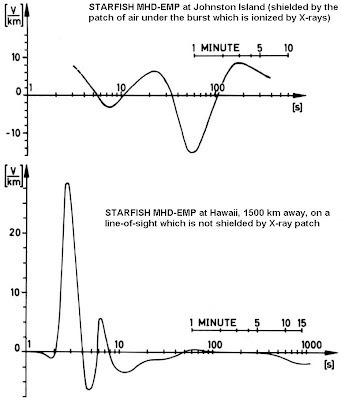 STARFISH MHD-EMP at Johnston Island (shielded by the
patch of air under the burst which is ionized by X-rays)
[V/km]
1 MINUTE 5 10
10
0
1 10 100
[s]
-10
[V/km]
STARFISH MHD-EMP at Hawaii, 1500 km away, on a
line-of-sight which is not shielded by X-ray patch
20
10
1 MINUTE 5 10 15
0
1 10 100 1000
[s]